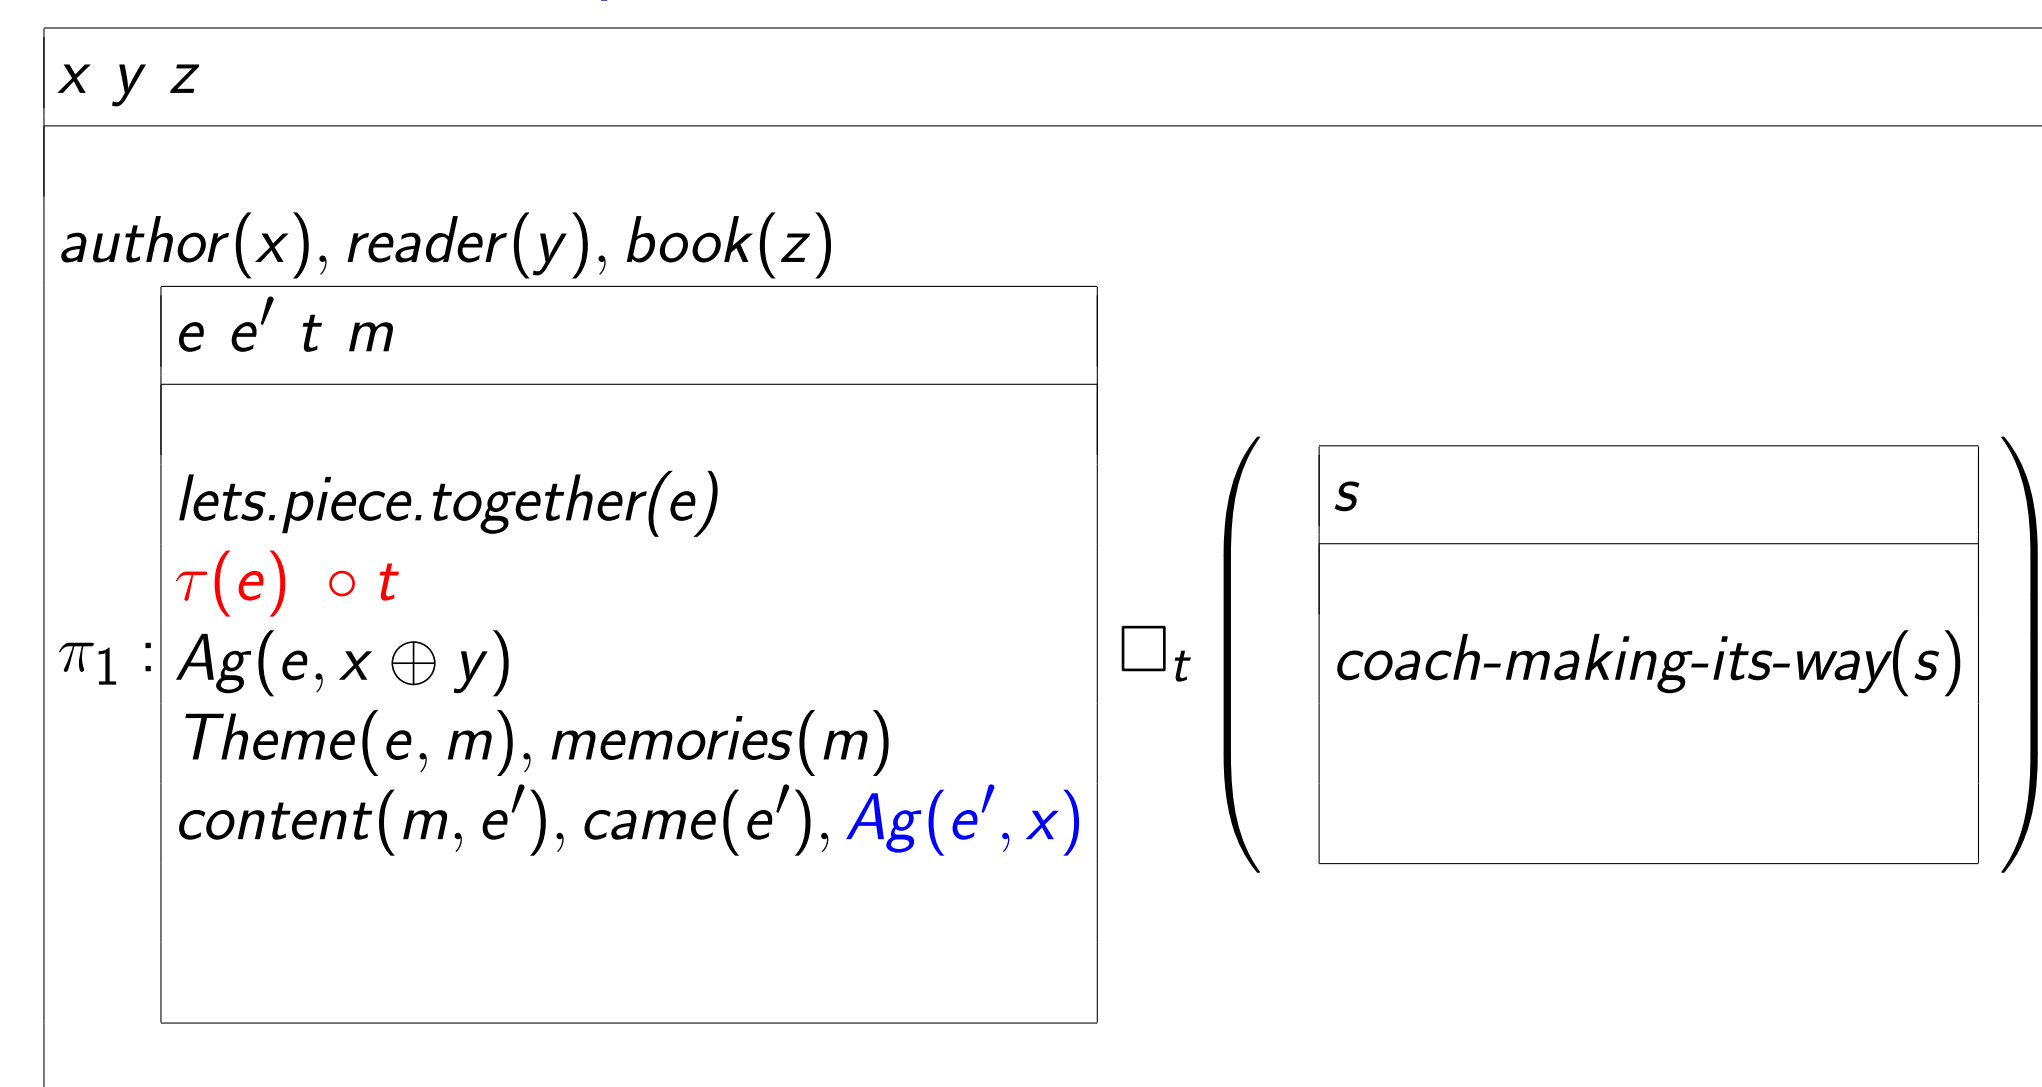 x y z
author(x), reader(y), book(z)
e e′ t m
lets.piece.together(e)
τ(e) ∘ t
π₁ : Ag(e, x ⊕ y) □ₜ
Theme(e, m), memories(m)
content(m, e′), came(e′), Ag(e′, x)
s
coach-making-its-way(s)